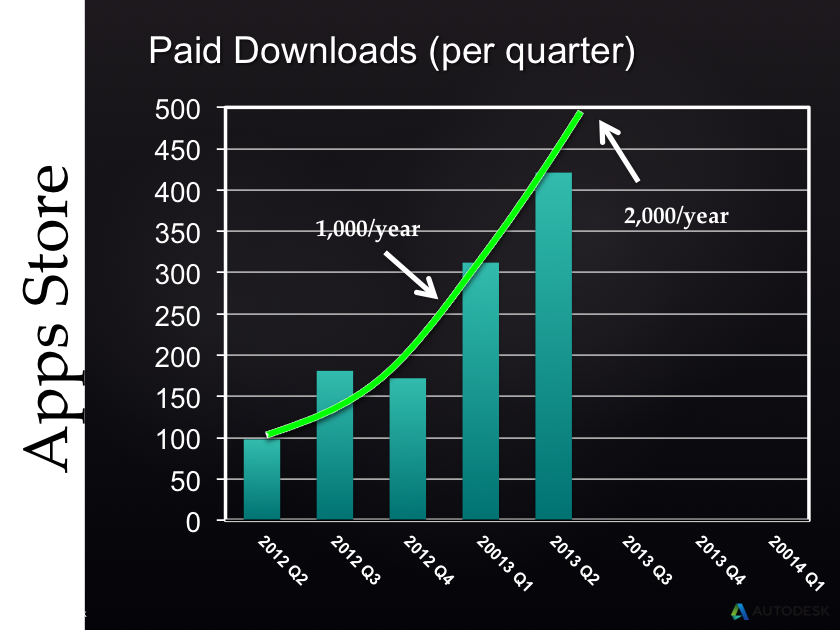 Paid Downloads (per quarter)
Apps Store
500
450
400
350
300
250
200
150
100
50
0
1,000/year
2,000/year
2012 Q2
2012 Q3
2012 Q4
20013 Q1
2013 Q2
2013 Q3
2013 Q4
20014 Q1
AUTODESK